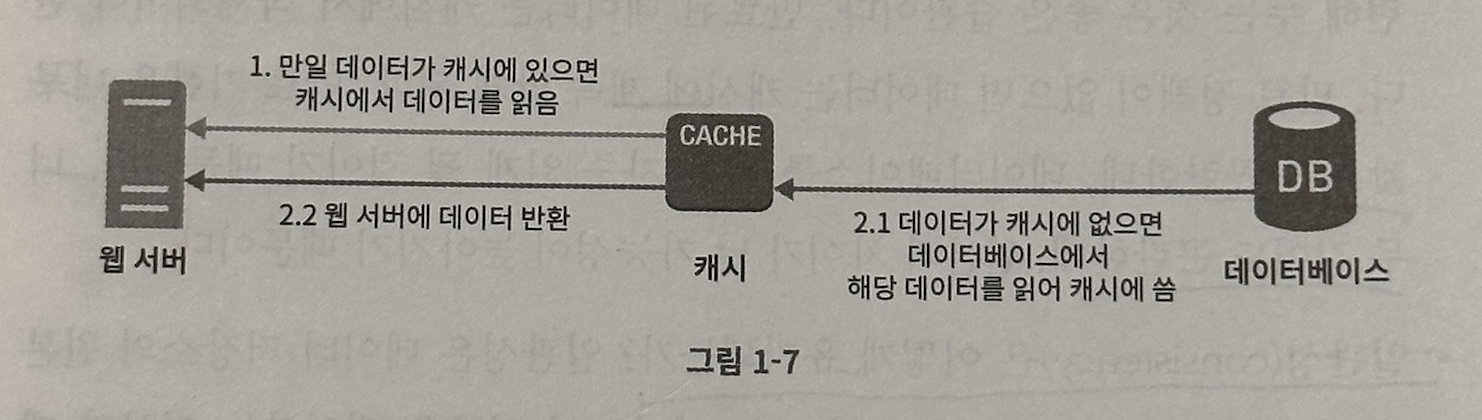 1. 만일 데이터가 캐시에 있으면
캐시에서 데이터를 읽음
CACHE
DB
2.2 웹 서버에 데이터 반환
2.1 데이터가 캐시에 없으면
데이터베이스에서
해당 데이터를 읽어 캐시에 씀
웹 서버
캐시
데이터베이스
그림 1-7